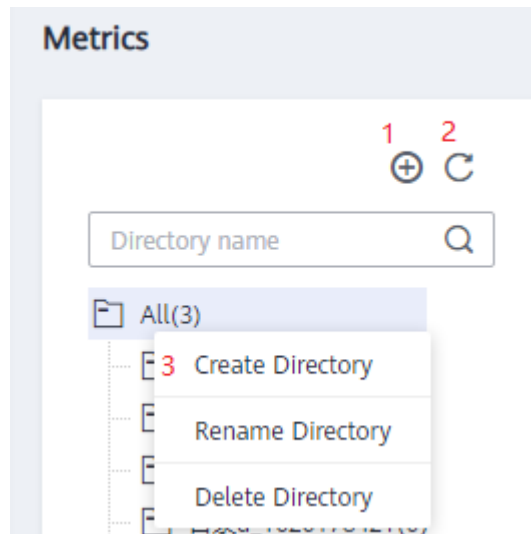 Metrics
1 2
Directory name
All(3)
3 Create Directory
Rename Directory
Delete Directory